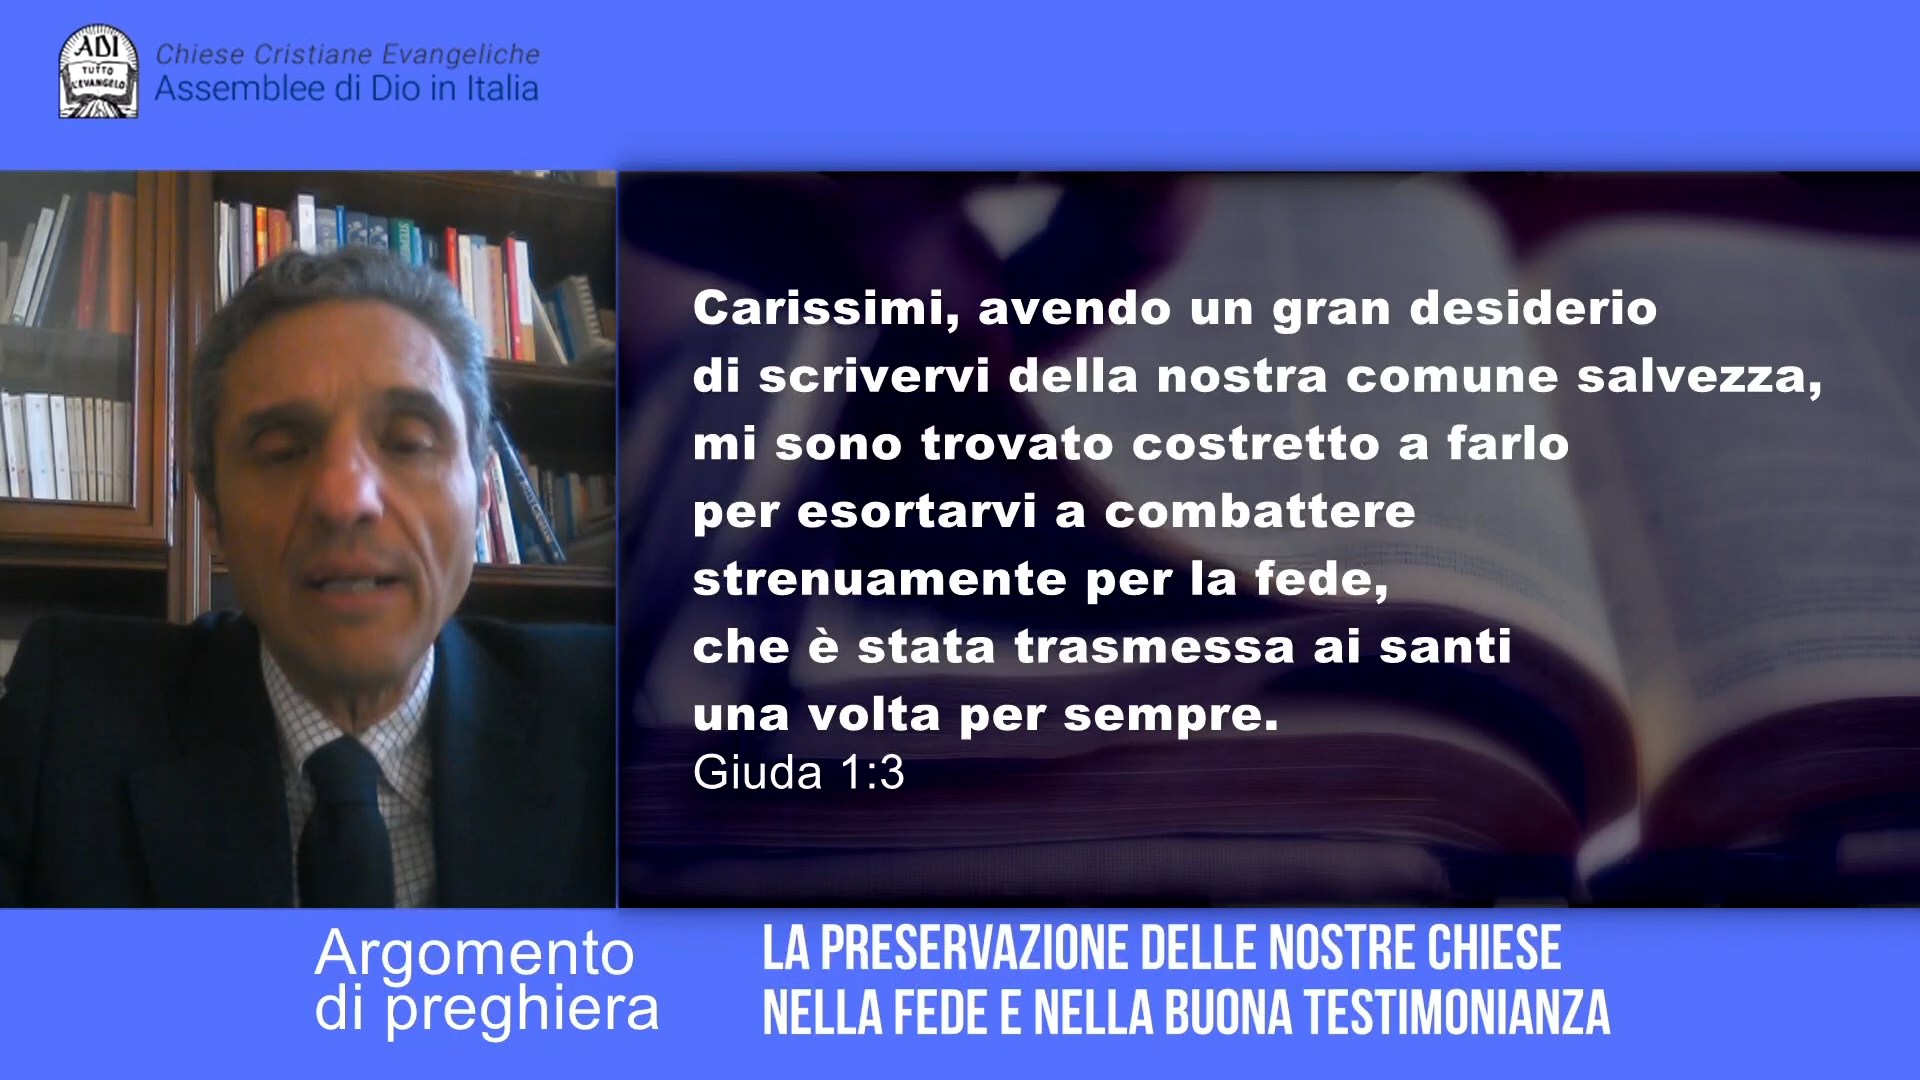 ADI
TUTTO
L'EVANGELO
Chiese Cristiane Evangeliche
Assemblee di Dio in Italia
Carissimi, avendo un gran desiderio
di scrivervi della nostra comune salvezza,
mi sono trovato costretto a farlo
per esortarvi a combattere
strenuamente per la fede,
che è stata trasmessa ai santi
una volta per sempre.
Giuda 1:3
Argomento
di preghiera
LA PRESERVAZIONE DELLE NOSTRE CHIESE
NELLA FEDE E NELLA BUONA TESTIMONIANZA